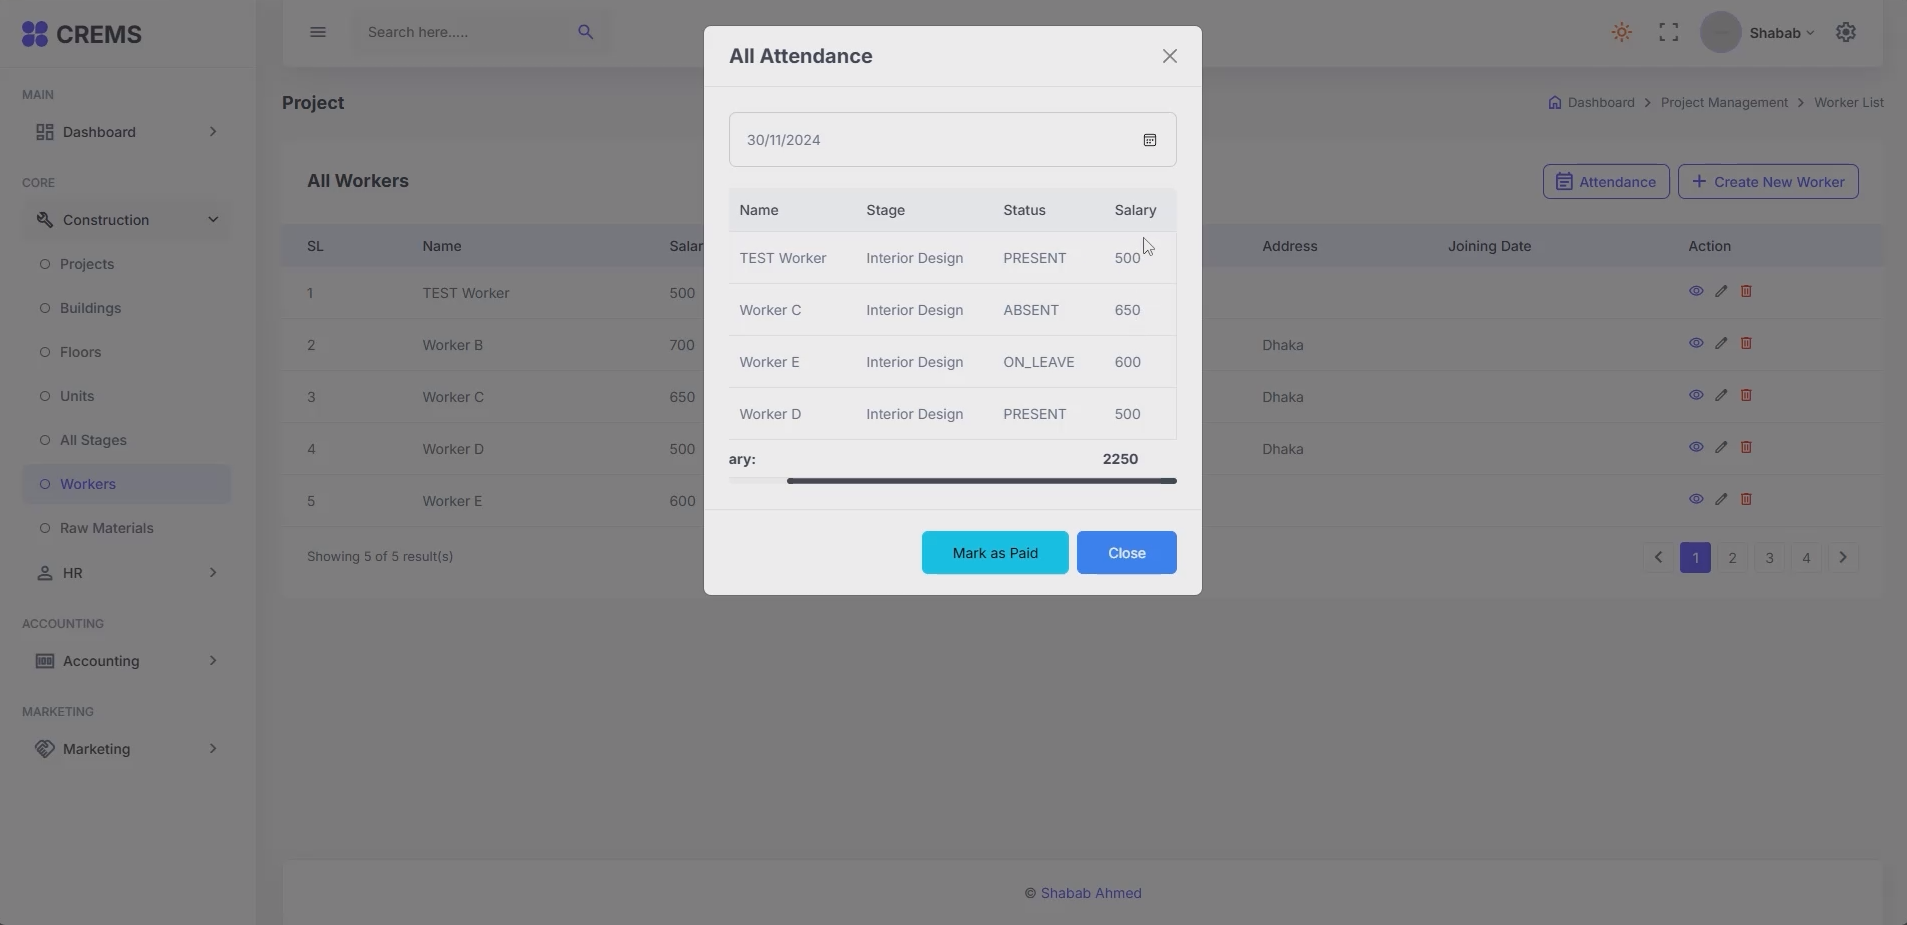 CREMS
Search here.....
Shabab
MAIN
Dashboard
CORE
Construction
Projects
Buildings
Floors
Units
All Stages
Workers
Raw Materials
HR
ACCOUNTING
Accounting
MARKETING
Marketing
Project
Dashboard > Project Management > Worker List
All Workers
Attendance
+ Create New Worker
SL Name Salar Address Joining Date Action
1 TEST Worker 500
2 Worker B 700 Dhaka
3 Worker C 650 Dhaka
4 Worker D 500 Dhaka
5 Worker E 600
Showing 5 of 5 result(s)
< 1 2 3 4 >
All Attendance
30/11/2024
Name Stage Status Salary
TEST Worker Interior Design PRESENT 500
Worker C Interior Design ABSENT 650
Worker E Interior Design ON_LEAVE 600
Worker D Interior Design PRESENT 500
ary: 2250
Mark as Paid
Close
© Shabab Ahmed